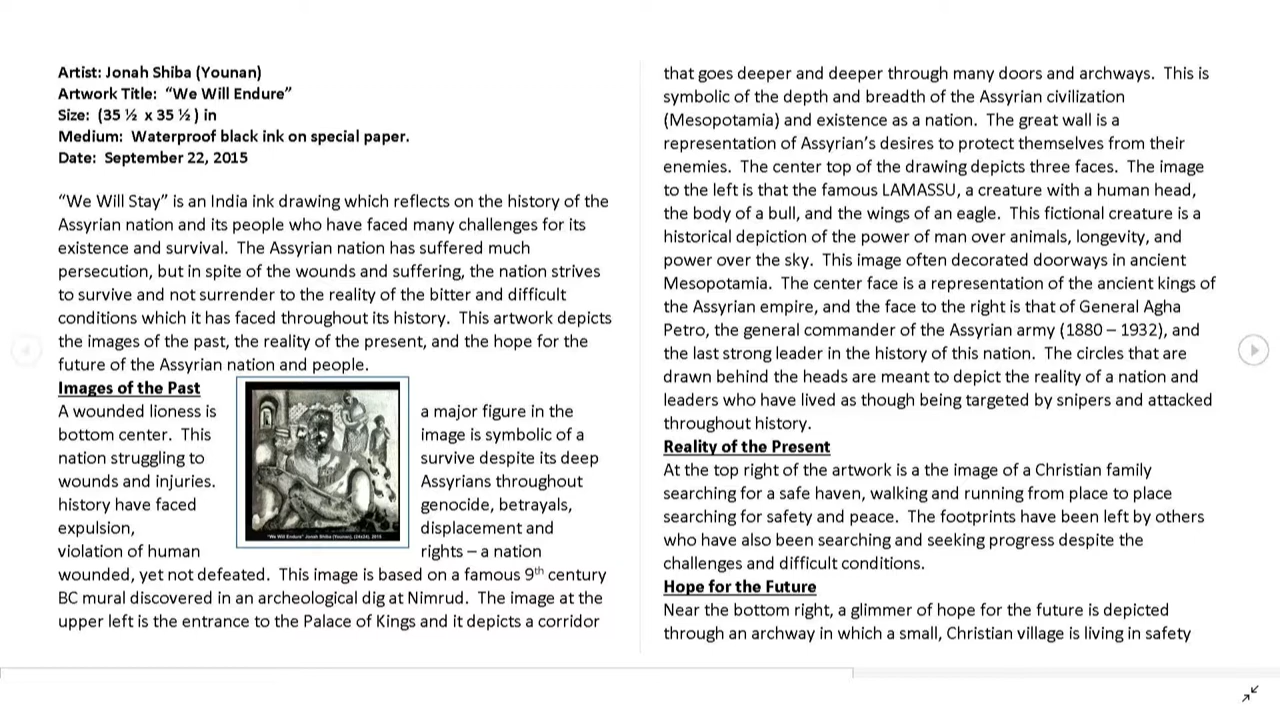 Artist: Jonah Shiba (Younan)
Artwork Title:  "We Will Endure"
Size:  (35 ½ x 35 ½ ) in
Medium:  Waterproof black ink on special paper.
Date:  September 22, 2015
"We Will Stay" is an India ink drawing which reflects on the history of the
Assyrian nation and its people who have faced many challenges for its
existence and survival.  The Assyrian nation has suffered much
persecution, but in spite of the wounds and suffering, the nation strives
to survive and not surrender to the reality of the bitter and difficult
conditions which it has faced throughout its history.  This artwork depicts
the images of the past, the reality of the present, and the hope for the
future of the Assyrian nation and people.
Images of the Past
A wounded lioness is a major figure in the
bottom center.  This image is symbolic of a
nation struggling to survive despite its deep
wounds and injuries. Assyrians throughout
history have faced genocide, betrayals,
expulsion, displacement and
violation of human rights – a nation
"We Will Endure" Jonah Shiba (Younan), (24x24), 2015
wounded, yet not defeated.  This image is based on a famous 9th century
BC mural discovered in an archeological dig at Nimrud.  The image at the
upper left is the entrance to the Palace of Kings and it depicts a corridor
that goes deeper and deeper through many doors and archways.  This is
symbolic of the depth and breadth of the Assyrian civilization
(Mesopotamia) and existence as a nation.  The great wall is a
representation of Assyrian's desires to protect themselves from their
enemies.  The center top of the drawing depicts three faces.  The image
to the left is that the famous LAMASSU, a creature with a human head,
the body of a bull, and the wings of an eagle.  This fictional creature is a
historical depiction of the power of man over animals, longevity, and
power over the sky.  This image often decorated doorways in ancient
Mesopotamia.  The center face is a representation of the ancient kings of
the Assyrian empire, and the face to the right is that of General Agha
Petro, the general commander of the Assyrian army (1880 – 1932), and
the last strong leader in the history of this nation.  The circles that are
drawn behind the heads are meant to depict the reality of a nation and
leaders who have lived as though being targeted by snipers and attacked
throughout history.
Reality of the Present
At the top right of the artwork is a the image of a Christian family
searching for a safe haven, walking and running from place to place
searching for safety and peace.  The footprints have been left by others
who have also been searching and seeking progress despite the
challenges and difficult conditions.
Hope for the Future
Near the bottom right, a glimmer of hope for the future is depicted
through an archway in which a small, Christian village is living in safety